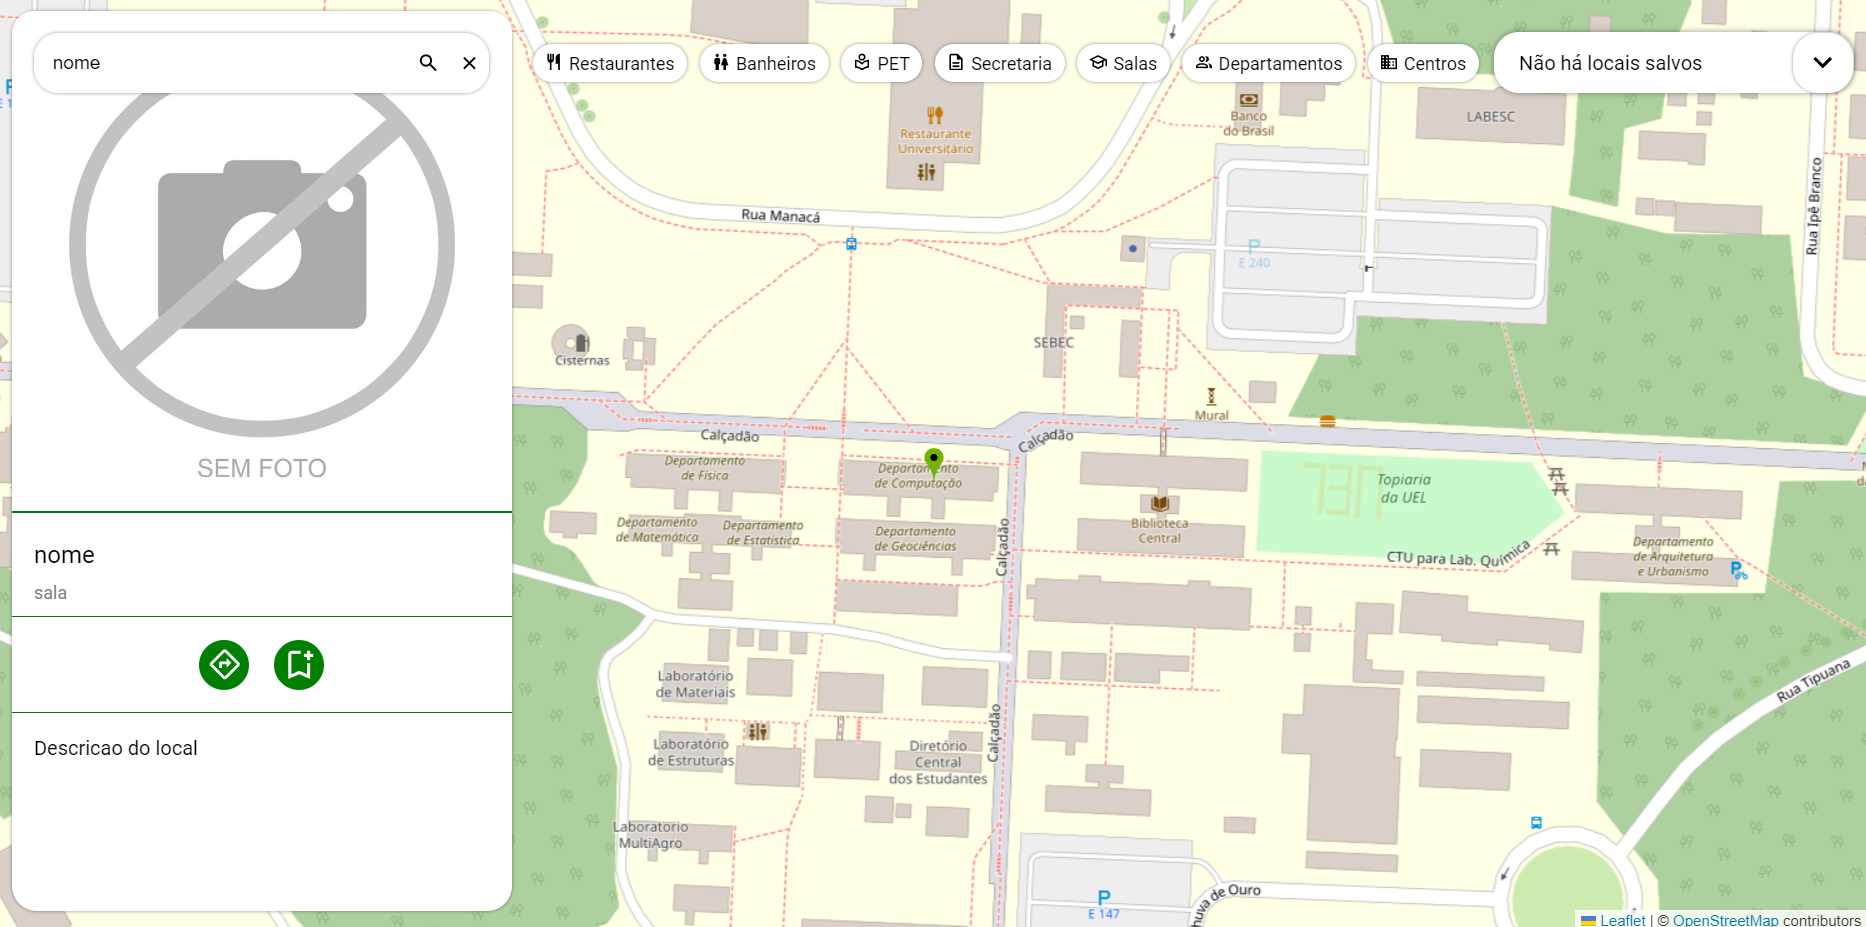 nome
SEM FOTO
nome
sala
Descricao do local
Restaurantes
Banheiros
PET
Secretaria
Salas
Departamentos
Centros
Não há locais salvos
Restaurante
Universitário
Banco
do Brasil
LABESC
Rua Manacá
P
E 240
Rua Ipê Branco
Cisternas
SEBEC
Mural
Calçadão
Calçadão
Departamento
de Física
Departamento
de Computação
Topiaria
da UEL
UEL
Departamento
de Matemática
Departamento
de Estatística
Departamento
de Geociências
Calçadão
Biblioteca
Central
CTU para Lab. Química
Departamento
de Arquitetura
e Urbanismo
P
Laboratório
de Materiais
Rua Tipuana
Calçadão
Laboratório
de Estruturas
Diretório
Central
dos Estudantes
Laboratorio
MultiAgro
P
E 147
huva de Ouro
Leaflet | © OpenStreetMap contributors